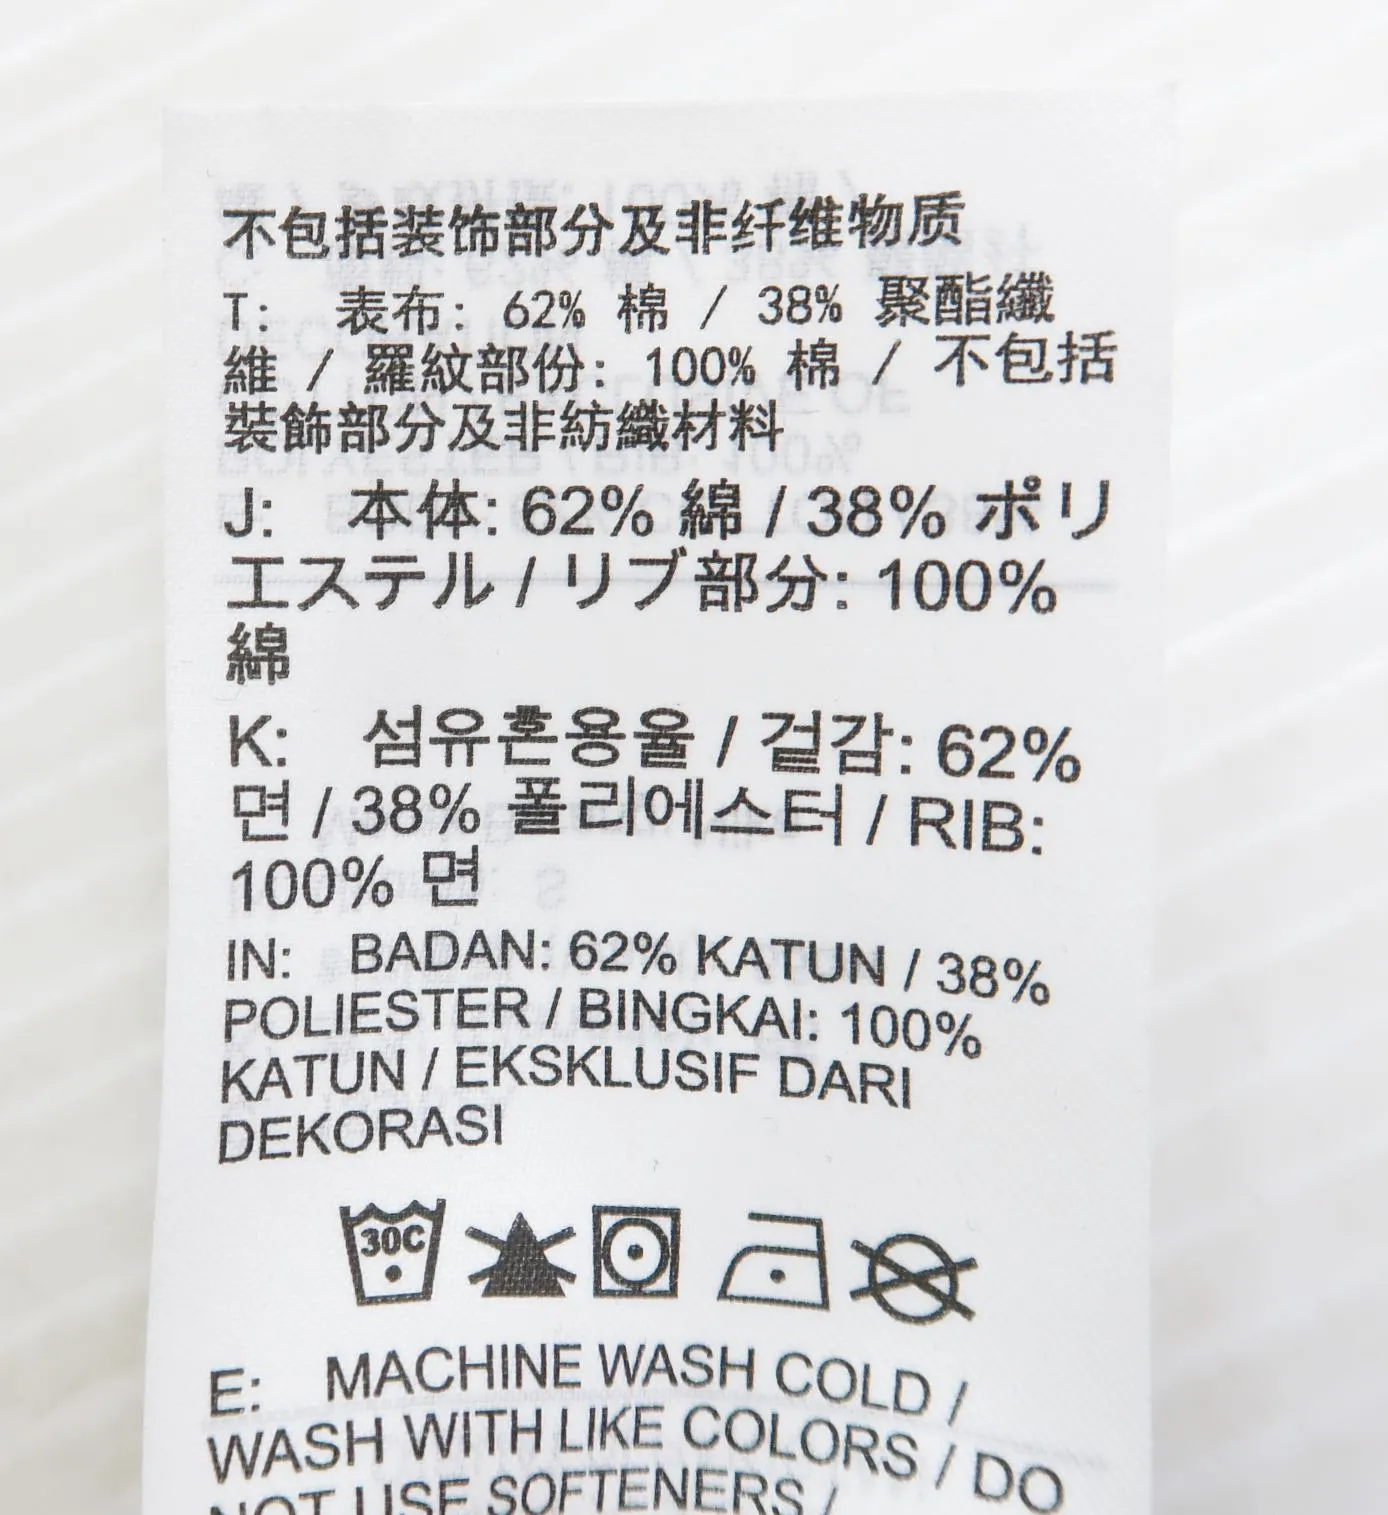 不包括装饰部分及非纤维物质
T: 表布: 62% 棉 / 38% 聚酯纖
維 / 羅紋部份: 100% 棉 / 不包括
裝飾部分及非紡織材料
J: 本体: 62% 綿 / 38% ポリ
エステル / リブ部分: 100%
綿
K: 섬유혼용율 / 겉감: 62%
면 / 38% 폴리에스터 / RIB:
100% 면
IN: BADAN: 62% KATUN / 38%
POLIESTER / BINGKAI: 100%
KATUN / EKSKLUSIF DARI
DEKORASI
30C
E: MACHINE WASH COLD /
WASH WITH LIKE COLORS / DO
NOT USE SOFTENERS /